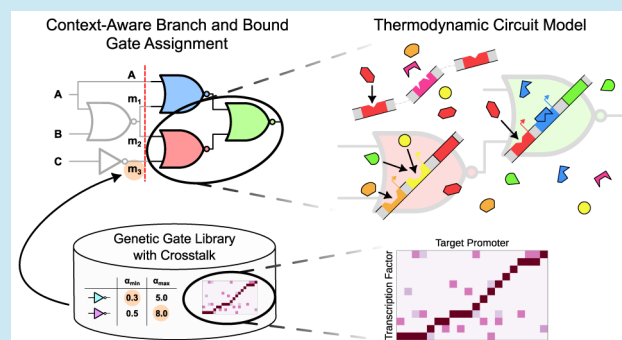 Context-Aware Branch and Bound
Gate Assignment
Thermodynamic Circuit Model
A
A
m1
B
m2
C
m3
Genetic Gate Library
with Crosstalk
αmin αmax
0.3 5.0
0.5 8.0
Target Promoter
Transcription Factor